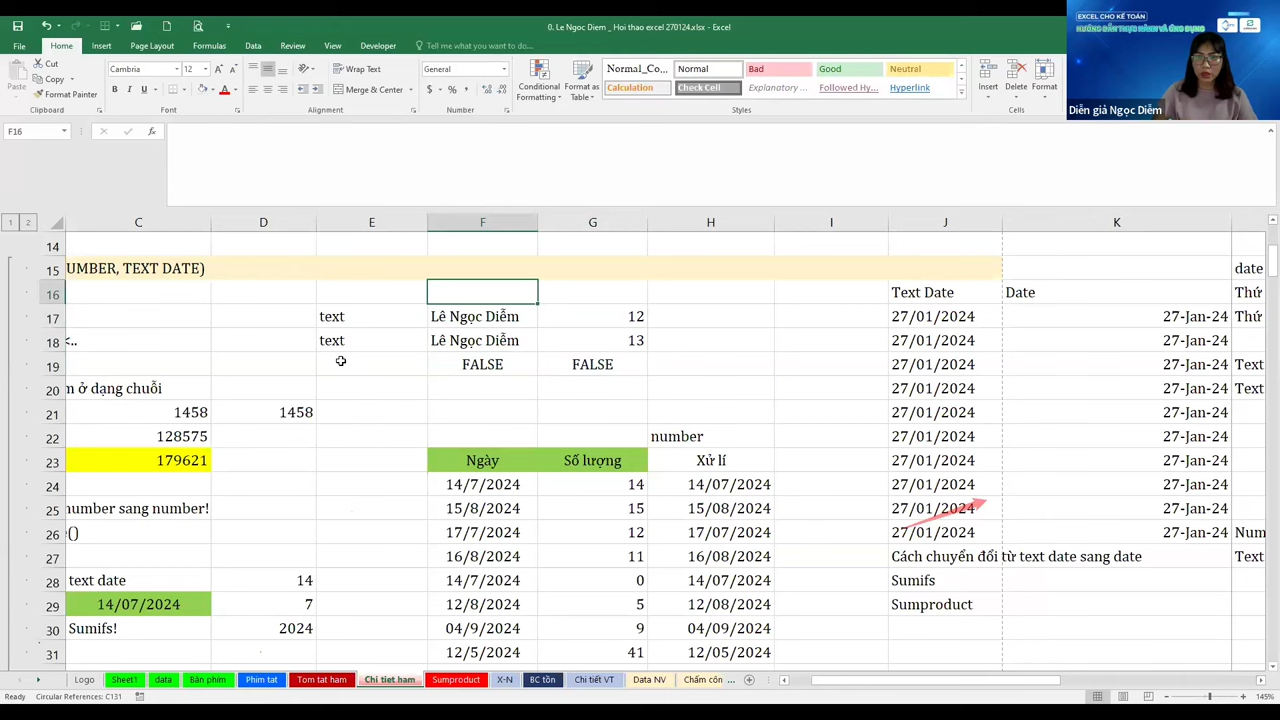 0. Le Ngoc Diem _ Hoi thao excel 270124.xlsx - Excel
EXCEL CHO KẾ TOÁN
HƯỚNG DẪN THỰC HÀNH VÀ ỨNG DỤNG
Diễn giả Ngọc Diễm
File Home Insert Page Layout Formulas Data Review View Developer Tell me what you want to do...
Cut
Copy
Format Painter
Paste
Clipboard
Cambria 12
B I U
Font
Wrap Text
Merge & Center
Alignment
General
$ % ,
Number
Conditional Formatting
Format as Table
Normal_Co... Normal Bad Good Neutral
Calculation Check Cell Explanatory ... Followed Hy... Hyperlink
Styles
Insert Delete Format
Cells
F16 fx
1 2
C D E F G H I J K
14
15 UMBER, TEXT DATE) date
16 Text Date Date Thứ
17 text Lê Ngọc Diễm 12 27/01/2024 27-Jan-24 Thứ
18 <.. text Lê Ngọc Diễm 13 27/01/2024 27-Jan-24
19 FALSE FALSE 27/01/2024 27-Jan-24 Text
20 m ở dạng chuỗi 27/01/2024 27-Jan-24 Text
21 1458 1458 27/01/2024 27-Jan-24
22 128575 number 27/01/2024 27-Jan-24
23 179621 Ngày Số lượng Xử lí 27/01/2024 27-Jan-24
24 14/7/2024 14 14/07/2024 27/01/2024 27-Jan-24
25 number sang number! 15/8/2024 15 15/08/2024 27/01/2024 27-Jan-24
26 () 17/7/2024 12 17/07/2024 27/01/2024 27-Jan-24 Num
27 16/8/2024 11 16/08/2024 Cách chuyển đổi từ text date sang date Text
28 text date 14 14/7/2024 0 14/07/2024 Sumifs
29 14/07/2024 7 12/8/2024 5 12/08/2024 Sumproduct
30 Sumifs! 2024 04/9/2024 9 04/09/2024
31 12/5/2024 41 12/05/2024
Logo Sheet1 data Bàn phím Phim tat Tom tat ham Chi tiet ham Sumproduct X-N BC tồn Chi tiết VT Data NV Chấm côn ...
Ready Circular References: C131 145%